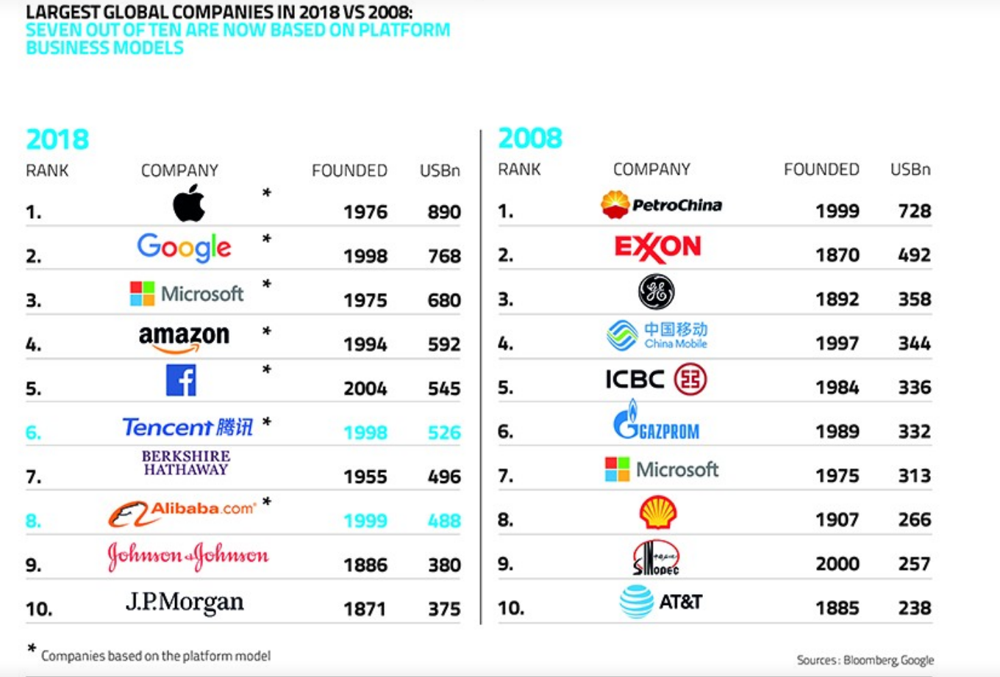 LARGEST GLOBAL COMPANIES IN 2018 VS 2008:
SEVEN OUT OF TEN ARE NOW BASED ON PLATFORM
BUSINESS MODELS
2018
RANK COMPANY FOUNDED USBn
1. * 1976 890
2. Google * 1998 768
3. Microsoft * 1975 680
4. amazon * 1994 592
5. f * 2004 545
6. Tencent 腾讯 * 1998 526
7. BERKSHIRE HATHAWAY 1955 496
8. Alibaba.com * 1999 488
9. Johnson & Johnson 1886 380
10. J.P.Morgan 1871 375
* Companies based on the platform model
2008
RANK COMPANY FOUNDED USBn
1. PetroChina 1999 728
2. EXXON 1870 492
3. GE 1892 358
4. 中国移动 China Mobile 1997 344
5. ICBC 1984 336
6. GAZPROM 1989 332
7. Microsoft 1975 313
8. 1907 266
9. SINOPEC 2000 257
10. AT&T 1885 238
Sources: Bloomberg, Google